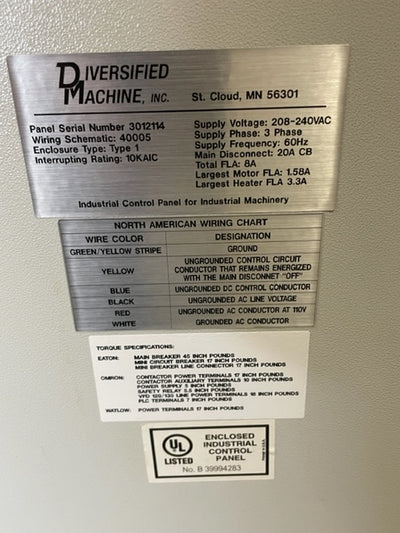 DIVERSIFIED
MACHINE, INC. St. Cloud, MN 56301
Panel Serial Number 3012114
Wiring Schematic: 40005
Enclosure Type: Type 1
Interrupting Rating: 10KAIC
Supply Voltage: 208-240VAC
Supply Phase: 3 Phase
Supply Frequency: 60Hz
Main Disconnect: 20A CB
Total FLA: 8A
Largest Motor FLA: 1.58A
Largest Heater FLA 3.3A
Industrial Control Panel for Industrial Machinery
NORTH AMERICAN WIRING CHART
WIRE COLOR DESIGNATION
GREEN/YELLOW STRIPE GROUND
YELLOW UNGROUNDED CONTROL CIRCUIT
CONDUCTOR THAT REMAINS ENERGIZED
WITH THE MAIN DISCONNET "OFF"
BLUE UNGROUNDED DC CONTROL CONDUCTOR
BLACK UNGROUNDED AC LINE VOLTAGE
RED UNGROUNDED AC CONDUCTOR AT 110V
WHITE GROUNDED AC CONDUCTOR
TORQUE SPECIFICATIONS:
EATON: MAIN BREAKER 45 INCH POUNDS
MINI CIRCUIT BREAKER 17 INCH POUNDS
MINI BREAKER LINE CONNECTOR 17 INCH POUNDS
OMRON: CONTACTOR POWER TERMINALS 17 INCH POUNDS
CONTACTOR AUXILIARY TERMINALS 10 INCH POUNDS
POWER SUPPLY 5 INCH POUNDS
SAFETY RELAY 5.5 INCH POUNDS
VFD LINE POWER TERMINALS 18 INCH POUNDS
PLC TERMINALS 7 INCH POUNDS
WATLOW: POWER TERMINALS 17 INCH POUNDS
UL
LISTED
ENCLOSED
INDUSTRIAL
CONTROL
PANEL
No. B 39994283